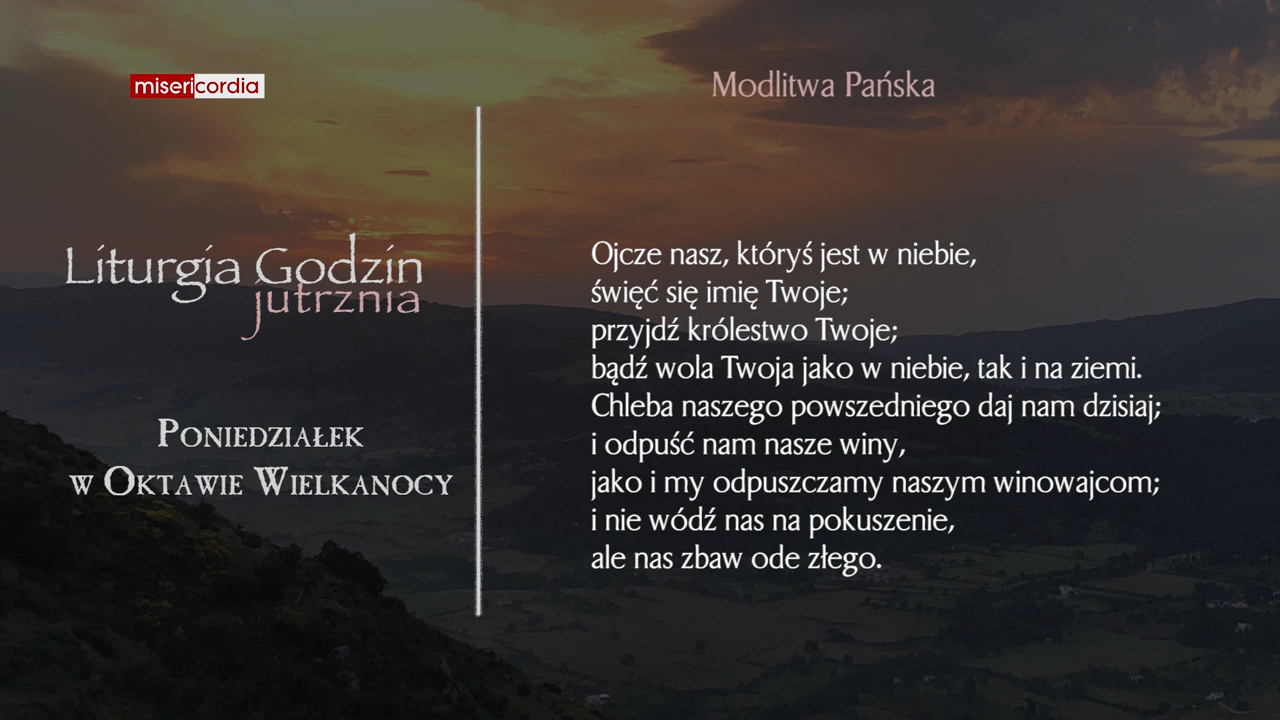 misericordia
Liturgia Godzin
jutrznia
Poniedziałek
w Oktawie Wielkanocy
Modlitwa Pańska
Ojcze nasz, któryś jest w niebie,
święć się imię Twoje;
przyjdź królestwo Twoje;
bądź wola Twoja jako w niebie, tak i na ziemi.
Chleba naszego powszedniego daj nam dzisiaj;
i odpuść nam nasze winy,
jako i my odpuszczamy naszym winowajcom;
i nie wódź nas na pokuszenie,
ale nas zbaw ode złego.